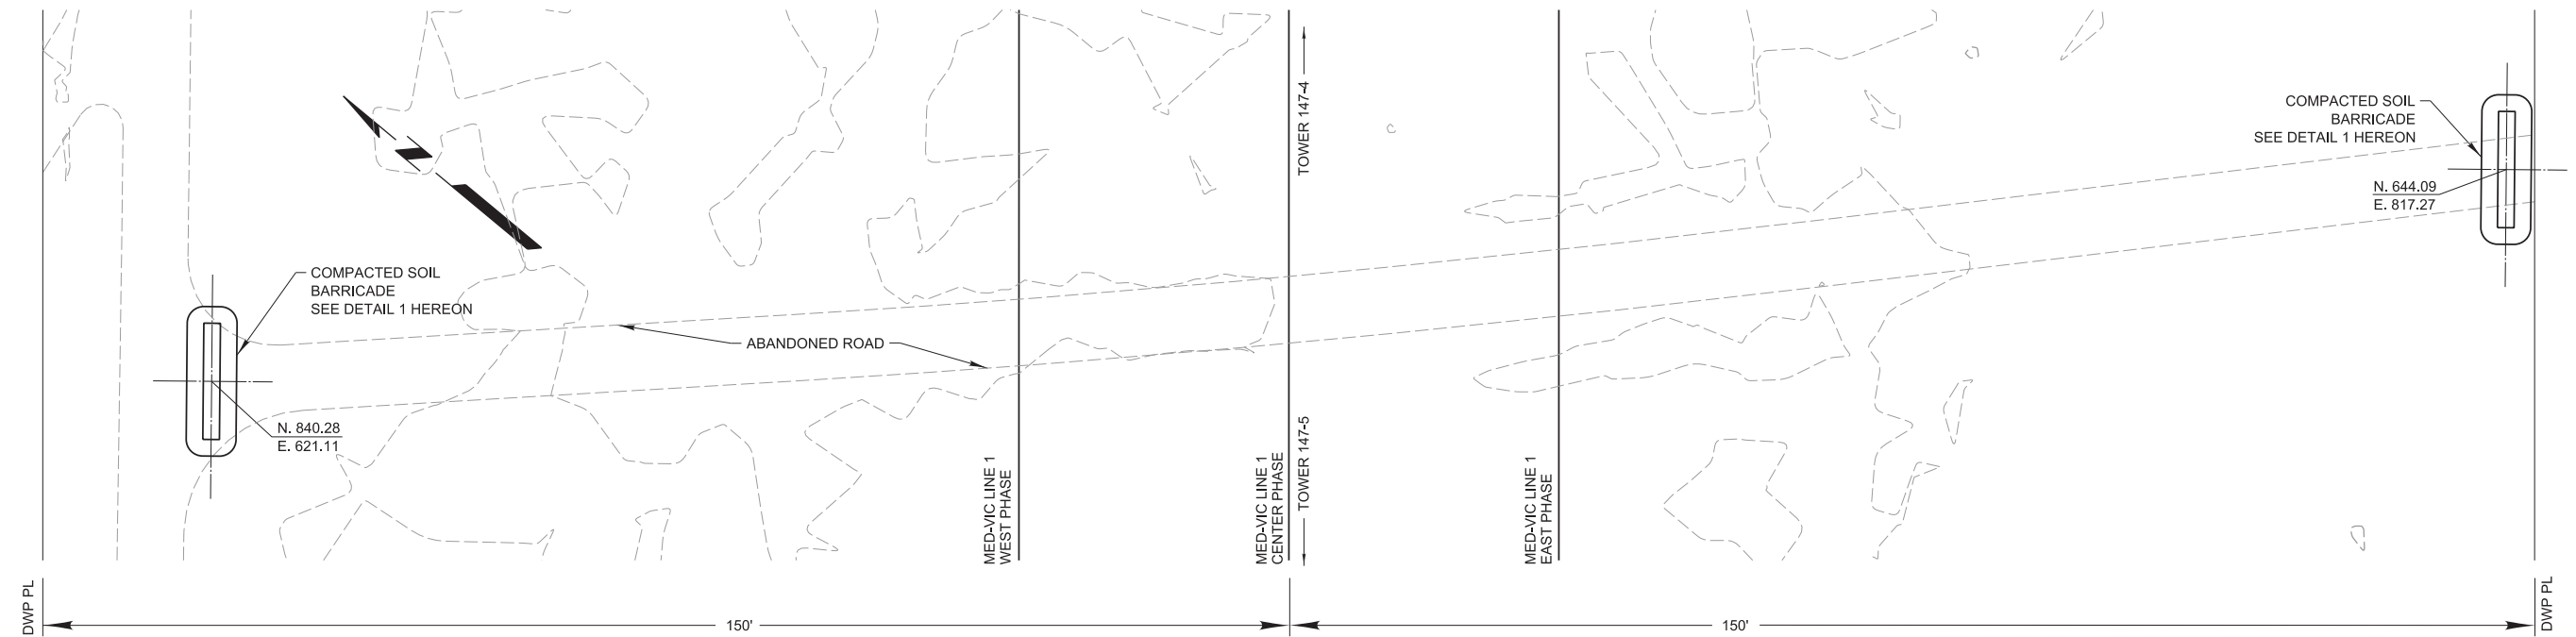 COMPACTED SOIL
BARRICADE
SEE DETAIL 1 HEREON
N. 840.28
E. 621.11
ABANDONED ROAD
MED-VIC LINE 1
WEST PHASE
MED-VIC LINE 1
CENTER PHASE
TOWER 147-4
TOWER 147-5
MED-VIC LINE 1
EAST PHASE
COMPACTED SOIL
BARRICADE
SEE DETAIL 1 HEREON
N. 644.09
E. 817.27
DWP PL
150'
150'
DWP PL